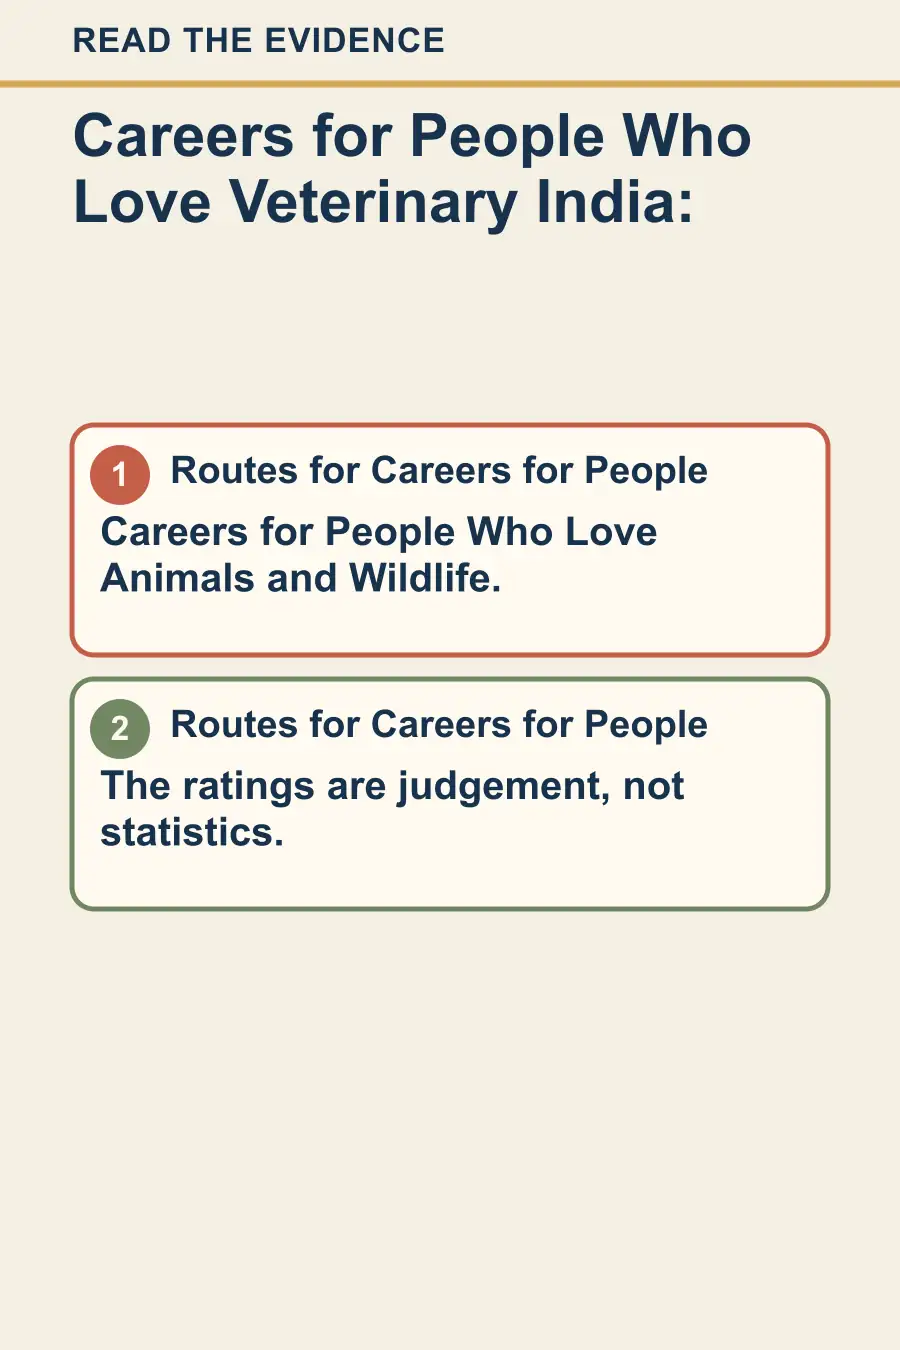 READ THE EVIDENCE
Careers for People Who
Love Veterinary India:
1 Routes for Careers for People
Careers for People Who Love
Animals and Wildlife.
2 Routes for Careers for People
The ratings are judgement, not
statistics.